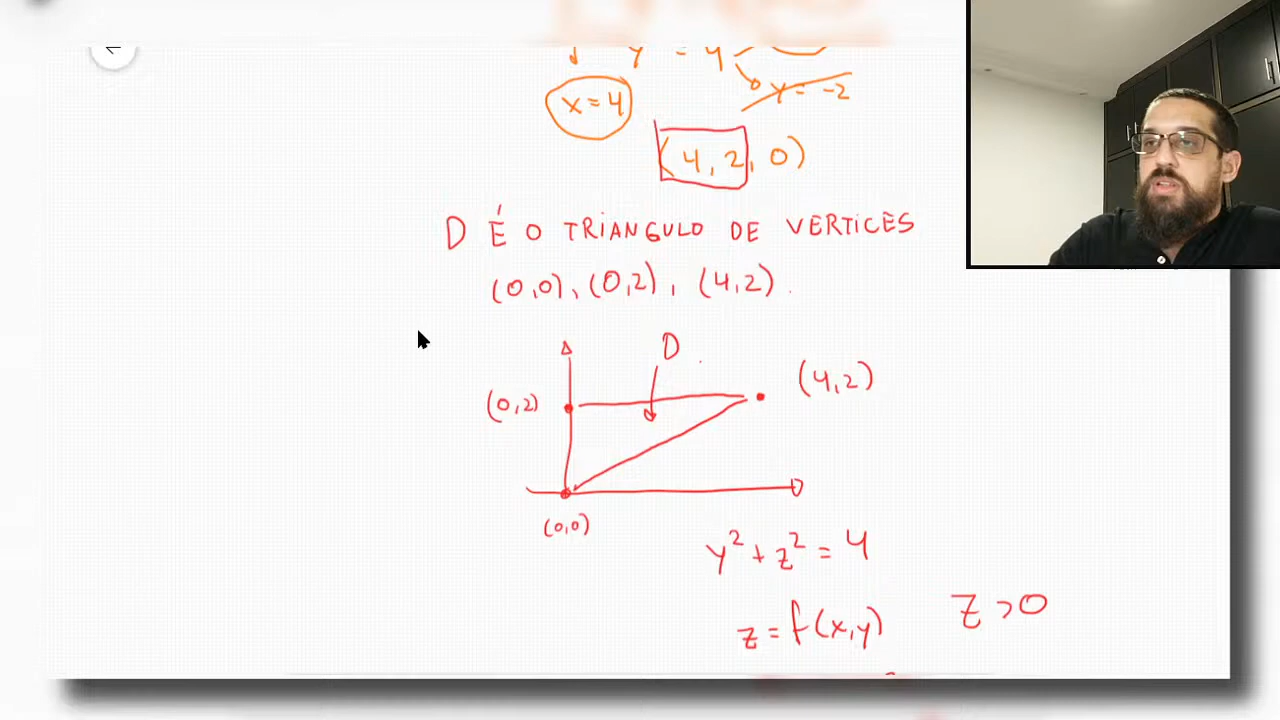 y = 4
x = 4
y = -2
(4, 2, 0)
D É O TRIANGULO DE VERTICES
(0,0), (0,2), (4,2).
D
(4,2)
(0,2)
(0,0)
y² + z² = 4
z = f(x,y)
z > 0